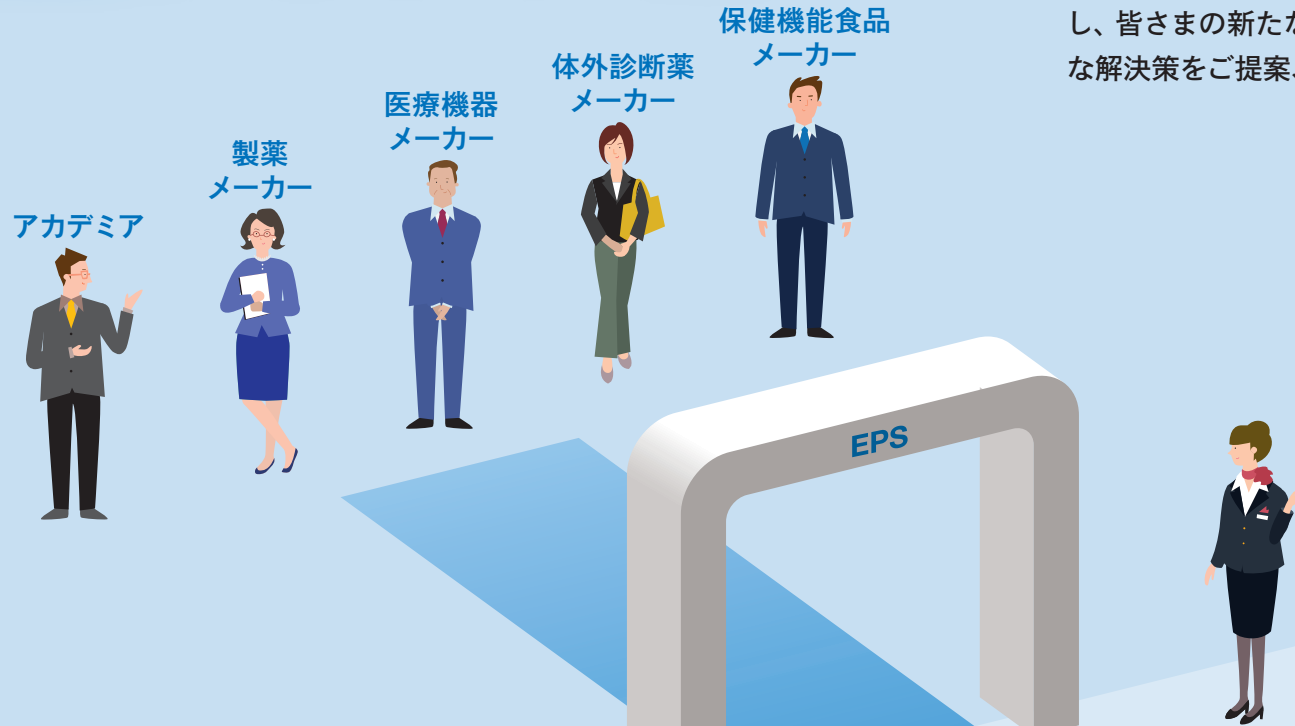 アカデミア
製薬
メーカー
医療機器
メーカー
体外診断薬
メーカー
保健機能食品
メーカー
し、皆さまの新たな
な解決策をご提案、
EPS